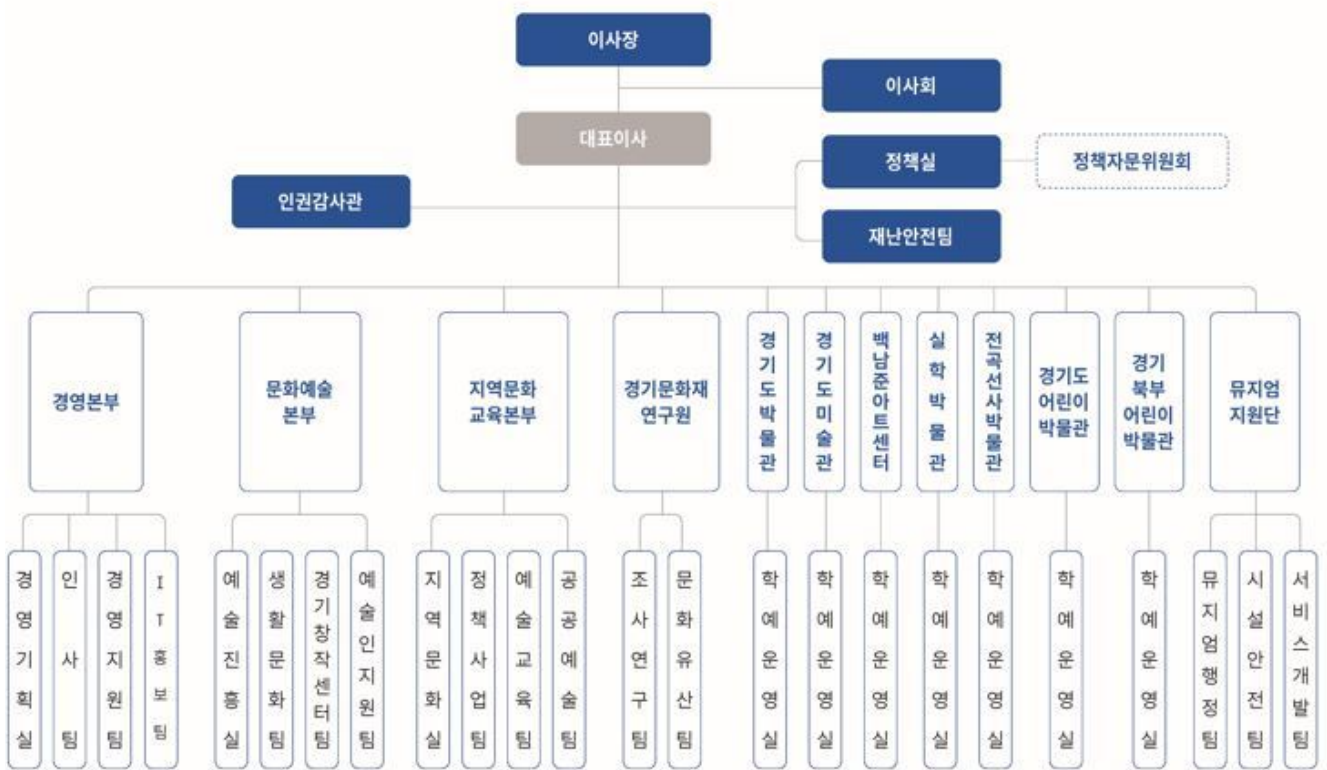 이사장
이사회
대표이사
정책실
정책자문위원회
인권감사관
재난안전팀
경영본부
문화예술
본부
지역문화
교육본부
경기문화재
연구원
경기도박물관
경기도미술관
백남준아트센터
실학박물관
전곡선사박물관
경기도
어린이
박물관
경기
북부
어린이
박물관
뮤지엄
지원단
경영기획실
인사팀
경영지원팀
IT홍보팀
예술진흥실
생활문화팀
경기창작센터팀
예술인지원팀
지역문화실
정책사업팀
예술교육팀
공공예술팀
조사연구팀
문화유산팀
학예운영실
학예운영실
학예운영실
학예운영실
학예운영실
학예운영실
학예운영실
뮤지엄행정팀
시설안전팀
서비스개발팀